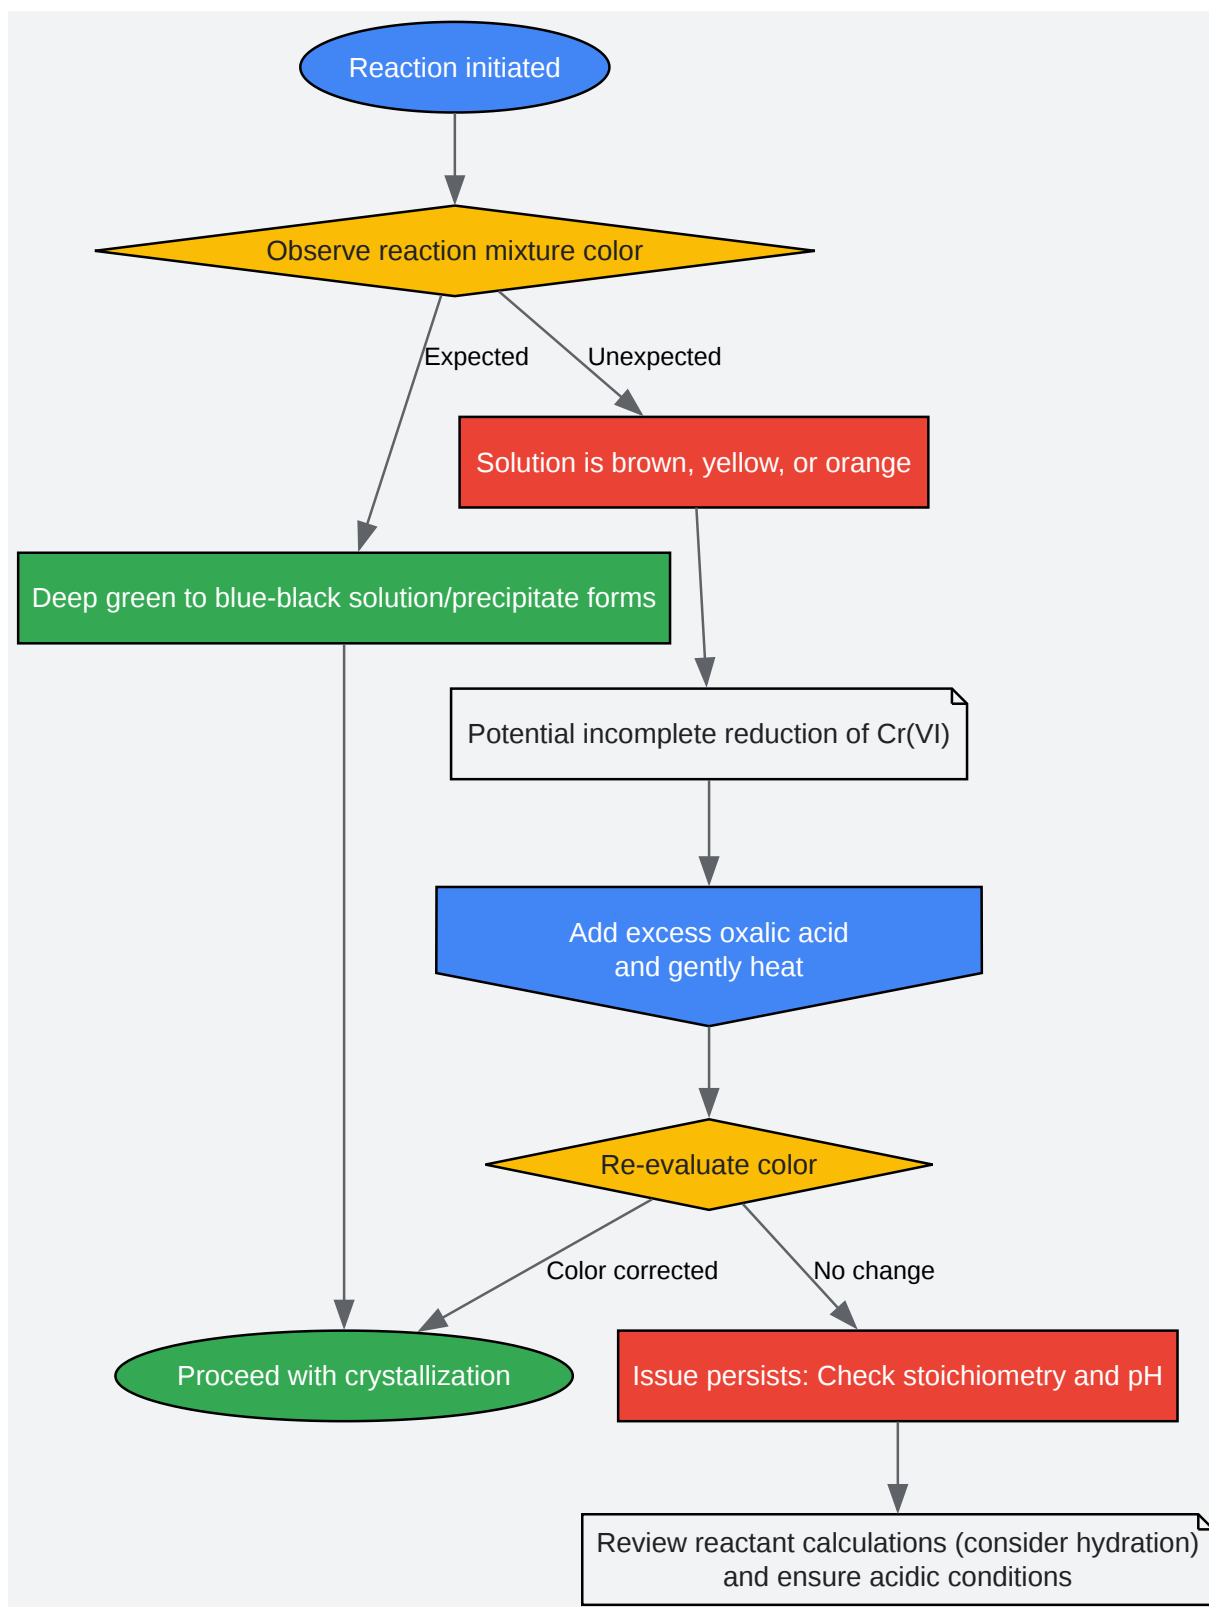 Reaction initiated
Observe reaction mixture color
Expected
Unexpected
Solution is brown, yellow, or orange
Deep green to blue-black solution/precipitate forms
Potential incomplete reduction of Cr(VI)
Add excess oxalic acid
and gently heat
Re-evaluate color
Color corrected
No change
Proceed with crystallization
Issue persists: Check stoichiometry and pH
Review reactant calculations (consider hydration)
and ensure acidic conditions